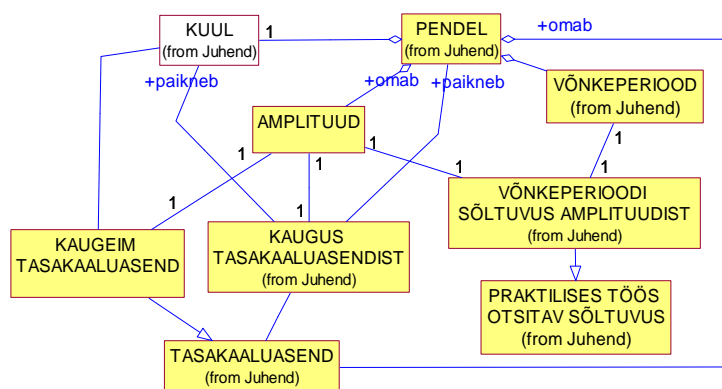 KUUL
(from Juhend)
1
PENDEL
(from Juhend)
+omab
+paikneb
+omab
+paikneb
VÕNKEPERIOOD
(from Juhend)
AMPLITUUD
1
1
1
1
1
1
1
VÕNKEPERIOODI
SÕLTUVUS AMPLITUUDIST
(from Juhend)
KAUGEIM
TASAKAALUASEND
KAUGUS
TASAKAALUASENDIST
(from Juhend)
PRAKTILISES TÖÖS
OTSITAV SÕLTUVUS
(from Juhend)
TASAKAALUASEND
(from Juhend)